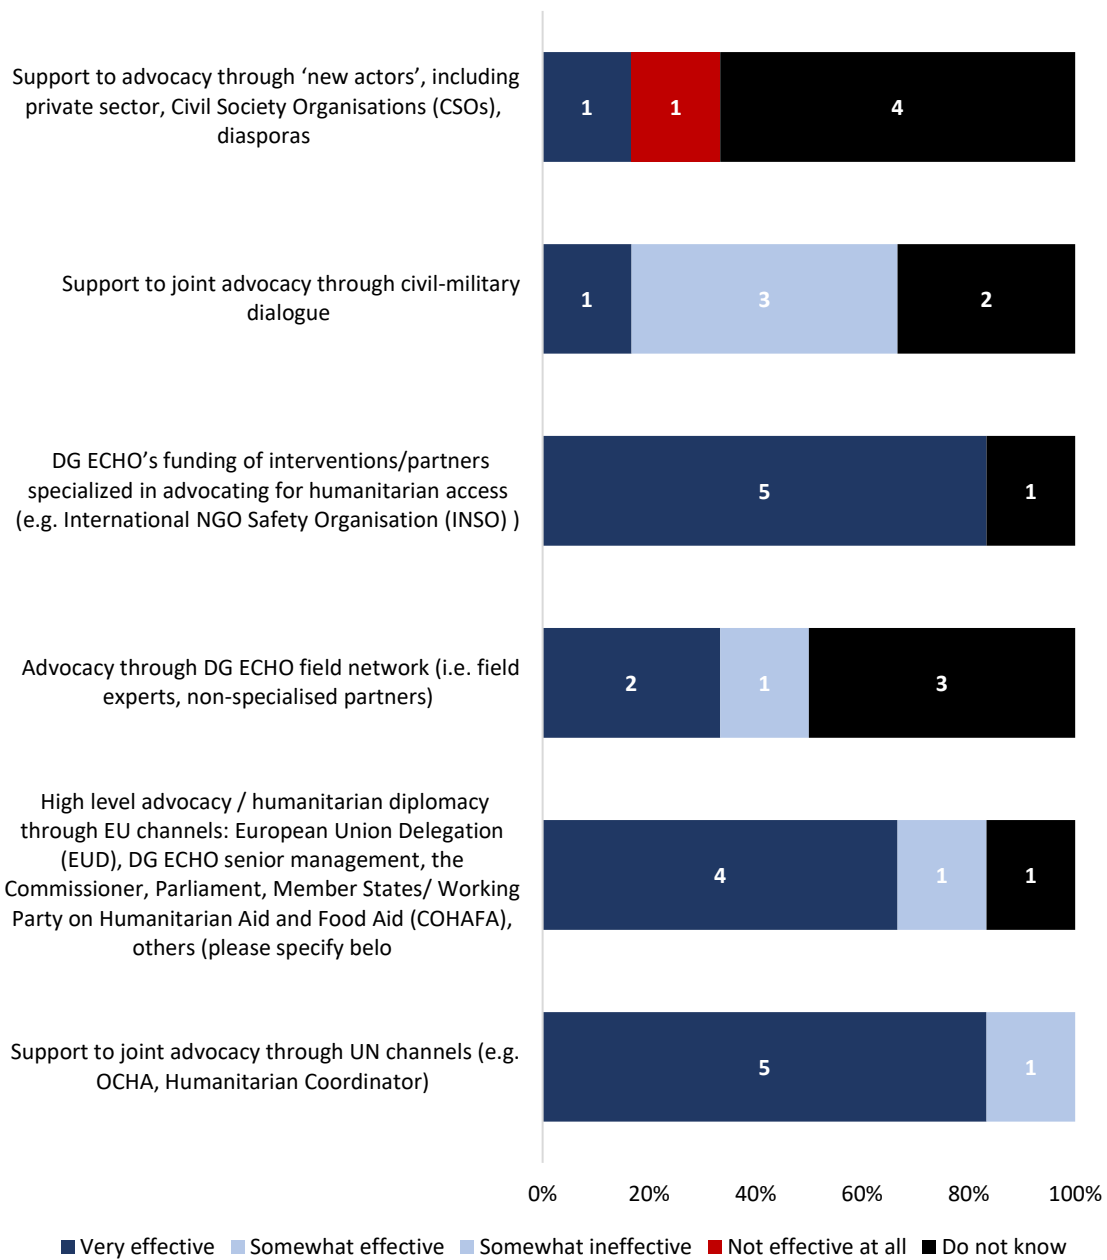 Support to advocacy through ‘new actors’, including
private sector, Civil Society Organisations (CSOs),
diasporas
1
1
4
Support to joint advocacy through civil-military
dialogue
1
3
2
DG ECHO’s funding of interventions/partners
specialized in advocating for humanitarian access
(e.g. International NGO Safety Organisation (INSO) )
5
1
Advocacy through DG ECHO field network (i.e. field
experts, non-specialised partners)
2
1
3
High level advocacy / humanitarian diplomacy
through EU channels: European Union Delegation
(EUD), DG ECHO senior management, the
Commissioner, Parliament, Member States/ Working
Party on Humanitarian Aid and Food Aid (COHAFA),
others (please specify belo
4
1
1
Support to joint advocacy through UN channels (e.g.
OCHA, Humanitarian Coordinator)
5
1
0% 20% 40% 60% 80% 100%
Very effective Somewhat effective Somewhat ineffective Not effective at all Do not know